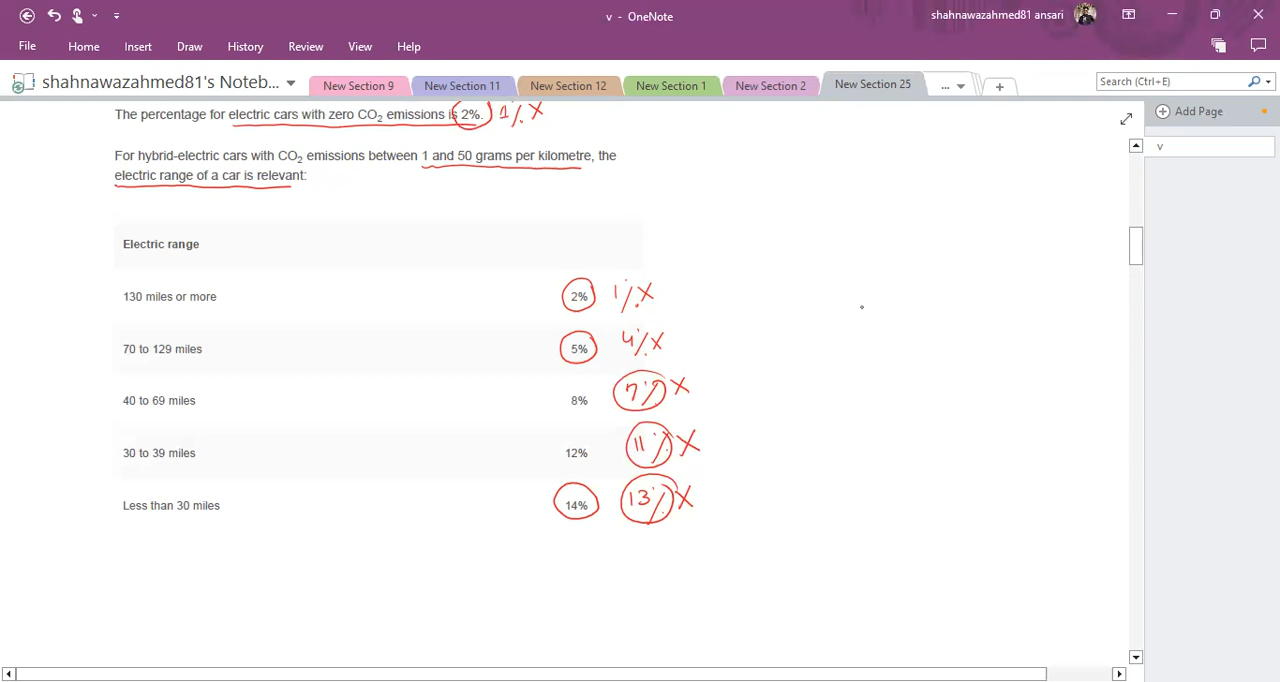 v - OneNote
shahnawazahmed81 ansari
File Home Insert Draw History Review View Help
shahnawazahmed81's Noteb...
New Section 9
New Section 11
New Section 12
New Section 1
New Section 2
New Section 25
...
+
Search (Ctrl+E)
Add Page
v
The percentage for electric cars with zero CO2 emissions is 2%. 1% X
For hybrid-electric cars with CO2 emissions between 1 and 50 grams per kilometre, the
electric range of a car is relevant:
Electric range
130 miles or more 2% 1% X
70 to 129 miles 5% 4% X
40 to 69 miles 8% 7% X
30 to 39 miles 12% 11% X
Less than 30 miles 14% 13% X